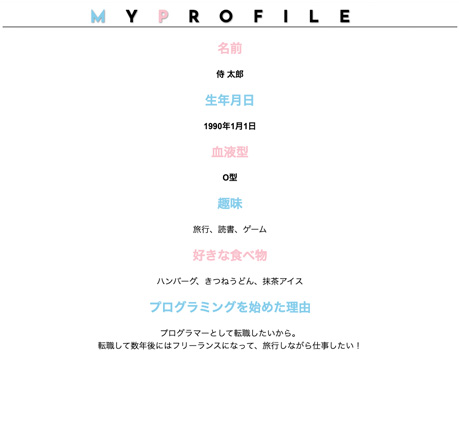 MY PROFILE
名前
侍 太郎
生年月日
1990年1月1日
血液型
O型
趣味
旅行、読書、ゲーム
好きな食べ物
ハンバーグ、きつねうどん、抹茶アイス
プログラミングを始めた理由
プログラマーとして転職したいから。
転職して数年後にはフリーランスになって、旅行しながら仕事したい！